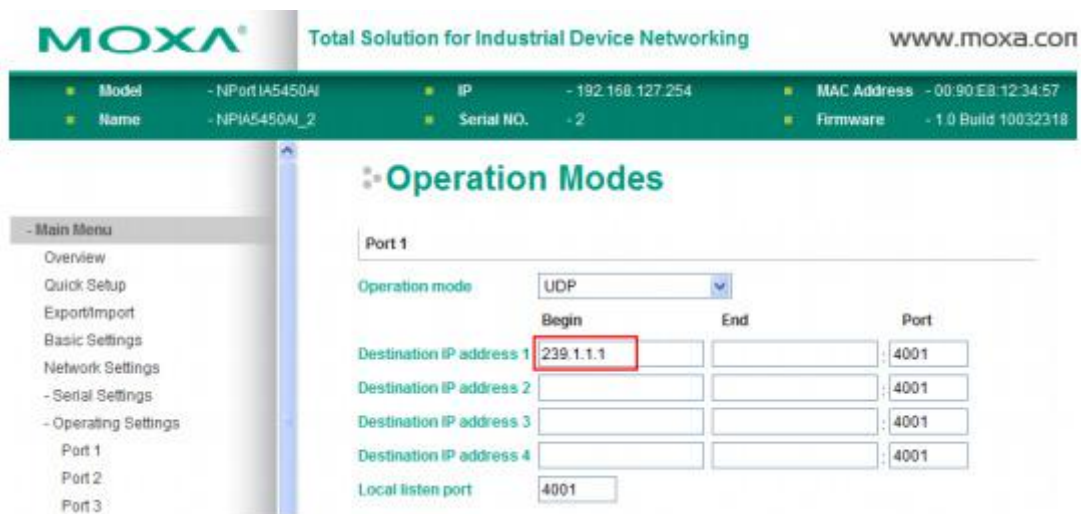 MOXA® Total Solution for Industrial Device Networking www.moxa.com
Model - NPort IA5450AI IP - 192.168.127.254 MAC Address - 00:90:E8:12:34:57
Name - NPIA5450AI_2 Serial NO. - 2 Firmware - 1.0 Build 10032318
Operation Modes
- Main Menu
Overview
Quick Setup
Export/Import
Basic Settings
Network Settings
- Serial Settings
- Operating Settings
Port 1
Port 2
Port 3
Port 1
Operation mode UDP
Begin End Port
Destination IP address 1 239.1.1.1 : 4001
Destination IP address 2 : 4001
Destination IP address 3 : 4001
Destination IP address 4 : 4001
Local listen port 4001